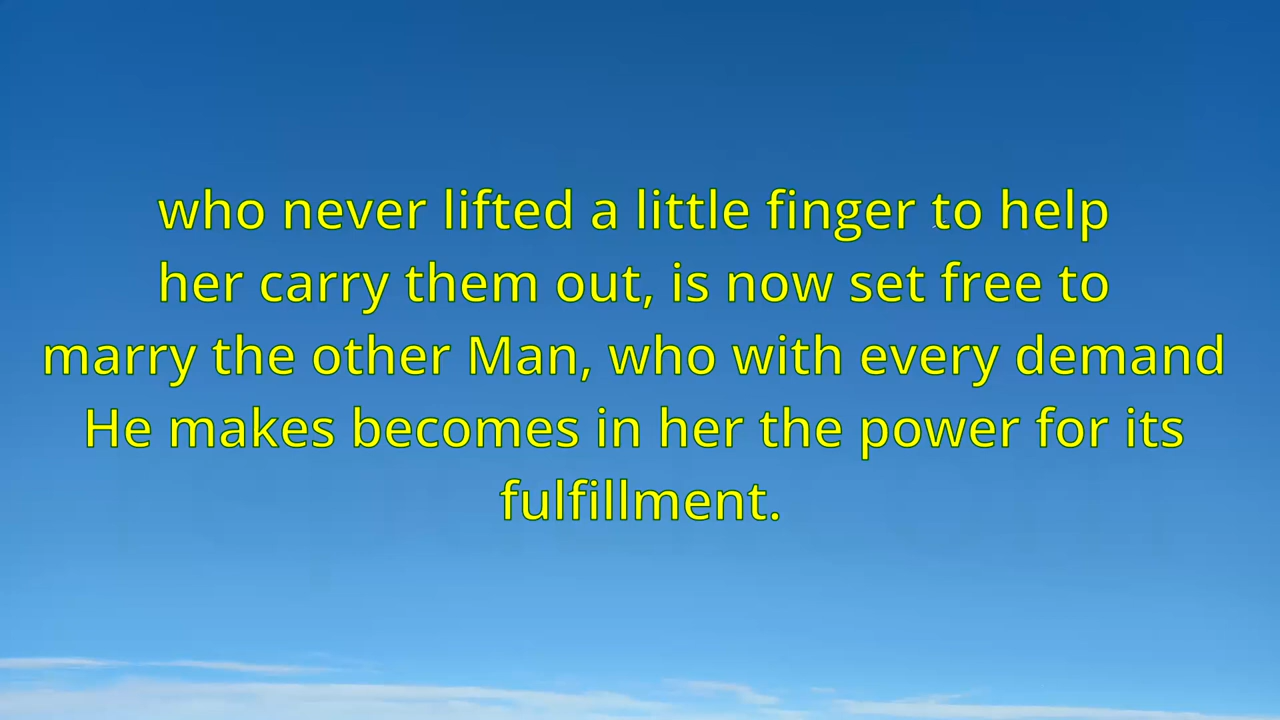 who never lifted a little finger to help
her carry them out, is now set free to
marry the other Man, who with every demand
He makes becomes in her the power for its
fulfillment.